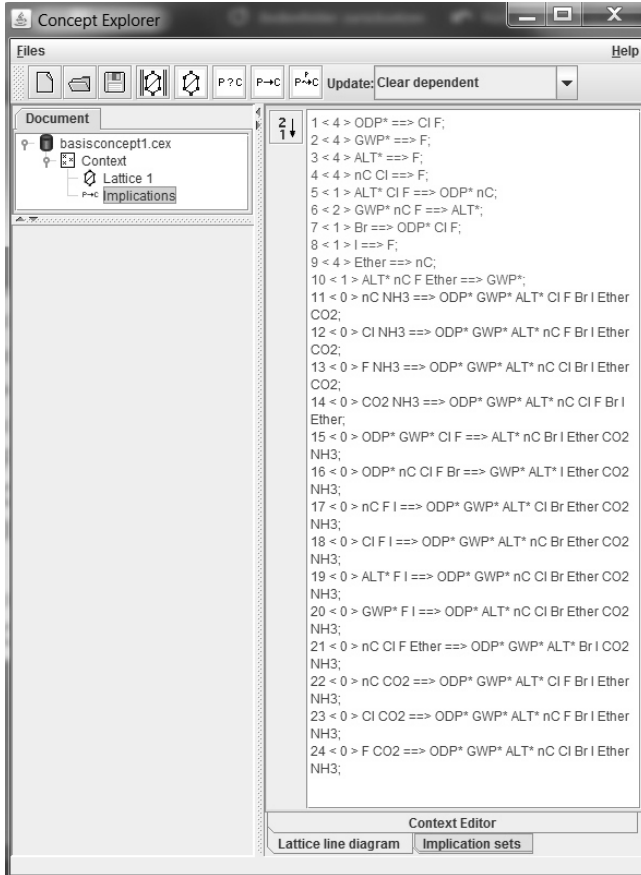 Concept Explorer
Files
Help
P?C
P→C
P↝C
Update:
Clear dependent
Document
basisconcept1.cex
Context
Lattice 1
P→C Implications
2
1
1 < 4 > ODP* ==> Cl F;
2 < 4 > GWP* ==> F;
3 < 4 > ALT* ==> F;
4 < 4 > nC Cl ==> F;
5 < 1 > ALT* Cl F ==> ODP* nC;
6 < 2 > GWP* nC F ==> ALT*;
7 < 1 > Br ==> ODP* Cl F;
8 < 1 > I ==> F;
9 < 4 > Ether ==> nC;
10 < 1 > ALT* nC F Ether ==> GWP*;
11 < 0 > nC NH3 ==> ODP* GWP* ALT* Cl F Br I Ether
CO2;
12 < 0 > Cl NH3 ==> ODP* GWP* ALT* nC F Br I Ether
CO2;
13 < 0 > F NH3 ==> ODP* GWP* ALT* nC Cl Br I Ether
CO2;
14 < 0 > CO2 NH3 ==> ODP* GWP* ALT* nC Cl F Br I
Ether;
15 < 0 > ODP* GWP* Cl F ==> ALT* nC Br I Ether CO2
NH3;
16 < 0 > ODP* nC Cl F Br ==> GWP* ALT* I Ether CO2
NH3;
17 < 0 > nC F I ==> ODP* GWP* ALT* Cl Br Ether CO2
NH3;
18 < 0 > Cl F I ==> ODP* GWP* ALT* nC Br Ether CO2
NH3;
19 < 0 > ALT* F I ==> ODP* GWP* nC Cl Br Ether CO2
NH3;
20 < 0 > GWP* F I ==> ODP* ALT* nC Cl Br Ether CO2
NH3;
21 < 0 > nC Cl F Ether ==> ODP* GWP* ALT* Br I CO2
NH3;
22 < 0 > nC CO2 ==> ODP* GWP* ALT* Cl F Br I Ether
NH3;
23 < 0 > Cl CO2 ==> ODP* GWP* ALT* nC F Br I Ether
NH3;
24 < 0 > F CO2 ==> ODP* GWP* ALT* nC Cl Br I Ether
NH3;
Context Editor
Lattice line diagram
Implication sets